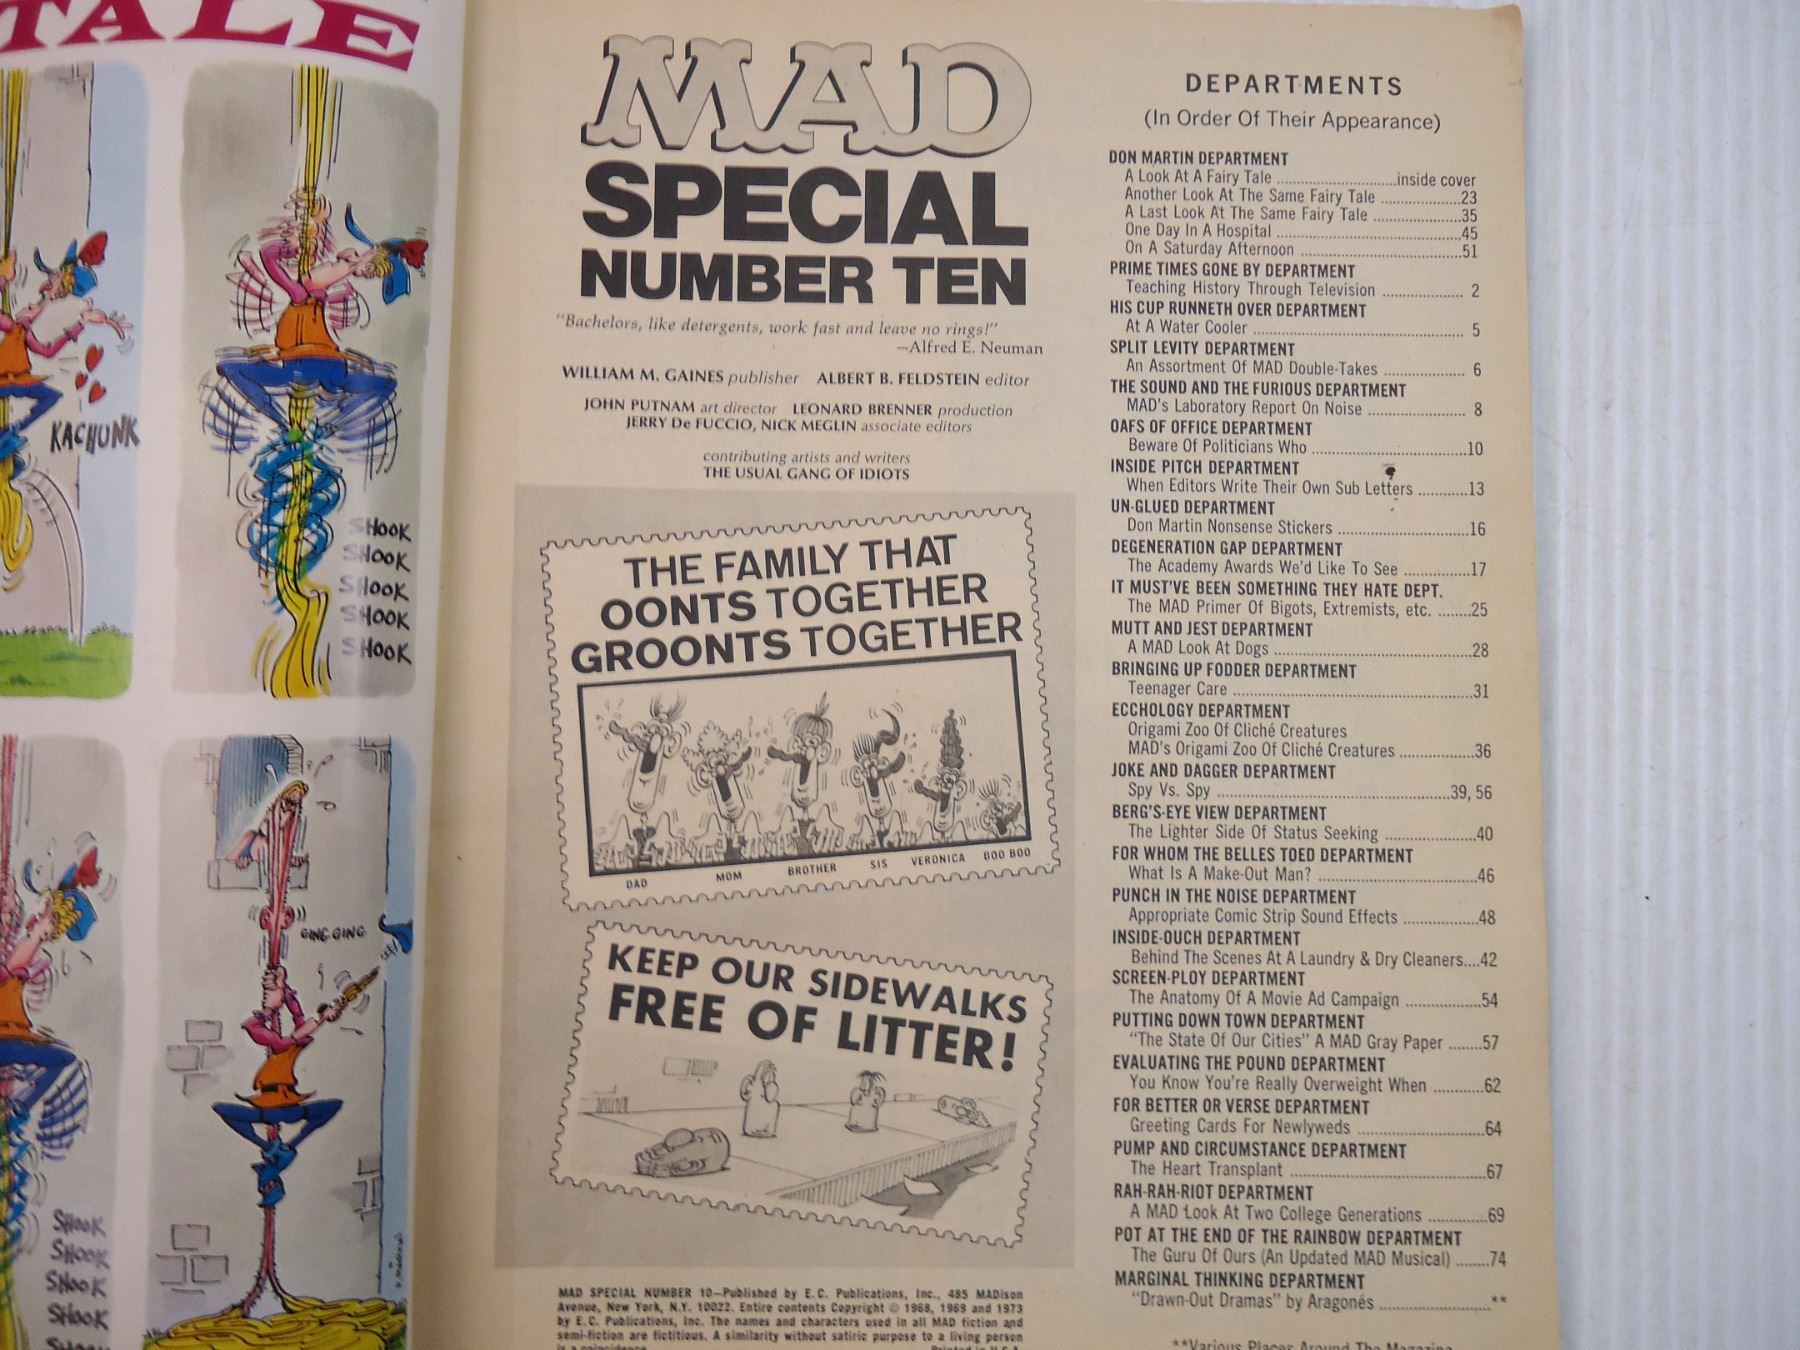 TALE
KACHUNK
SHOOK
SHOOK
SHOOK
SHOOK
SHOOK
GING GING
SHOOK
SHOOK
SHOOK
SHOOK
MAD
SPECIAL
NUMBER TEN
"Bachelors, like detergents, work fast and leave no rings!"
—Alfred E. Neuman
WILLIAM M. GAINES publisher ALBERT B. FELDSTEIN editor
JOHN PUTNAM art director LEONARD BRENNER production
JERRY De FUCCIO, NICK MEGLIN associate editors
contributing artists and writers
THE USUAL GANG OF IDIOTS
THE FAMILY THAT
OONTS TOGETHER
GROONTS TOGETHER
DAD MOM BROTHER SIS VERONICA BOO BOO
KEEP OUR SIDEWALKS
FREE OF LITTER!
MAD SPECIAL NUMBER 10—Published by E.C. Publications, Inc., 485 MADison
Avenue, New York, N.Y. 10022. Entire contents Copyright © 1968, 1969 and 1973
by E.C. Publications, Inc. The names and characters used in all MAD fiction and
semi-fiction are fictitious. A similarity without satiric purpose to a living person
is a coincidence. Printed in U.S.A.
DEPARTMENTS
(In Order Of Their Appearance)
DON MARTIN DEPARTMENT
A Look At A Fairy Tale ..............................inside cover
Another Look At The Same Fairy Tale ....................23
A Last Look At The Same Fairy Tale ......................35
One Day In A Hospital ................................................45
On A Saturday Afternoon .........................................51
PRIME TIMES GONE BY DEPARTMENT
Teaching History Through Television .................... 2
HIS CUP RUNNETH OVER DEPARTMENT
At A Water Cooler .................................................... 5
SPLIT LEVITY DEPARTMENT
An Assortment Of MAD Double-Takes .................... 6
THE SOUND AND THE FURIOUS DEPARTMENT
MAD's Laboratory Report On Noise ........................ 8
OAFS OF OFFICE DEPARTMENT
Beware Of Politicians Who .......................................10
INSIDE PITCH DEPARTMENT
When Editors Write Their Own Sub Letters ............13
UN-GLUED DEPARTMENT
Don Martin Nonsense Stickers .................................16
DEGENERATION GAP DEPARTMENT
The Academy Awards We'd Like To See ................17
IT MUST'VE BEEN SOMETHING THEY HATE DEPT.
The MAD Primer Of Bigots, Extremists, etc. .......25
MUTT AND JEST DEPARTMENT
A MAD Look At Dogs .................................................28
BRINGING UP FODDER DEPARTMENT
Teenager Care ............................................................31
ECCHOLOGY DEPARTMENT
Origami Zoo Of Cliché Creatures
MAD's Origami Zoo Of Cliché Creatures ................36
JOKE AND DAGGER DEPARTMENT
Spy Vs. Spy .........................................................39, 56
BERG'S-EYE VIEW DEPARTMENT
The Lighter Side Of Status Seeking .......................40
FOR WHOM THE BELLES TOED DEPARTMENT
What Is A Make-Out Man? .......................................46
PUNCH IN THE NOISE DEPARTMENT
Appropriate Comic Strip Sound Effects ..................48
INSIDE-OUCH DEPARTMENT
Behind The Scenes At A Laundry & Dry Cleaners....42
SCREEN-PLOY DEPARTMENT
The Anatomy Of A Movie Ad Campaign .................54
PUTTING DOWN TOWN DEPARTMENT
"The State Of Our Cities" A MAD Gray Paper .......57
EVALUATING THE POUND DEPARTMENT
You Know You're Really Overweight When ...........62
FOR BETTER OR VERSE DEPARTMENT
Greeting Cards For Newlyweds ..............................64
PUMP AND CIRCUMSTANCE DEPARTMENT
The Heart Transplant ................................................67
RAH-RAH-RIOT DEPARTMENT
A MAD Look At Two College Generations .............69
POT AT THE END OF THE RAINBOW DEPARTMENT
The Guru Of Ours (An Updated MAD Musical) ........74
MARGINAL THINKING DEPARTMENT
"Drawn-Out Dramas" by Aragonés ..........................**
**Various Places Around The Magazine